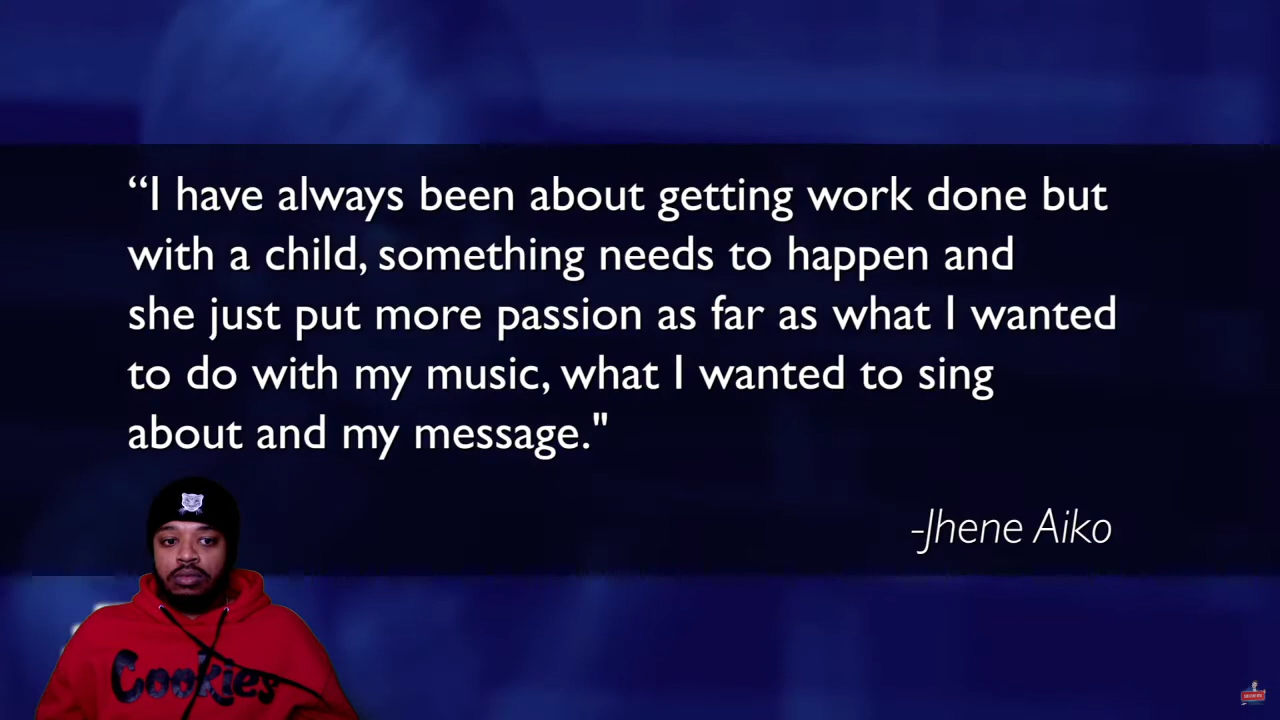 “I have always been about getting work done but
with a child, something needs to happen and
she just put more passion as far as what I wanted
to do with my music, what I wanted to sing
about and my message."
-Jhene Aiko
Cookies